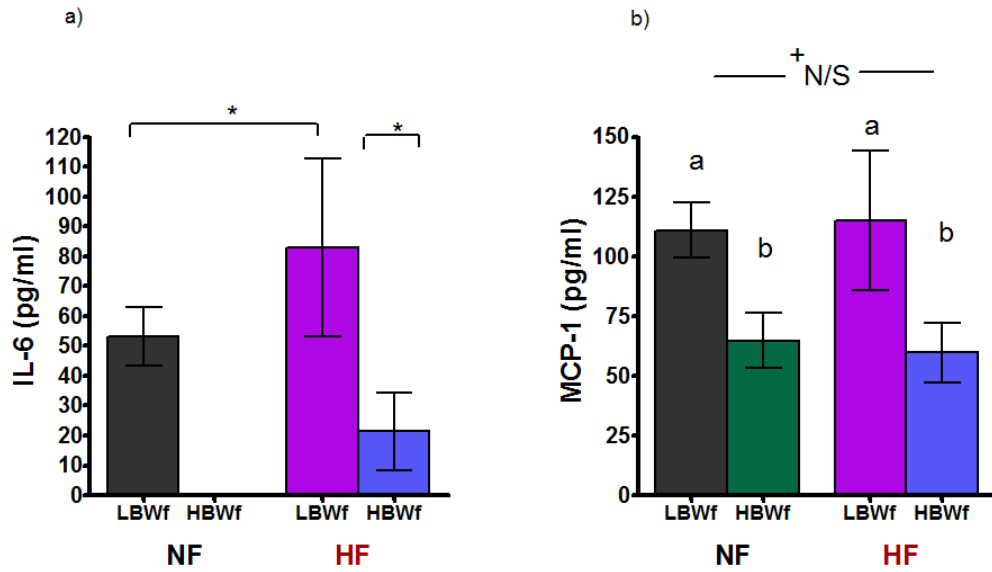 a)
*
*
120
110
100
90
80
70
60
50
40
30
20
10
0
IL-6 (pg/ml)
LBWf HBWf LBWf HBWf
NF HF
b)
+N/S
a
a
b
b
150
125
100
75
50
25
0
MCP-1 (pg/ml)
LBWf HBWf LBWf HBWf
NF HF